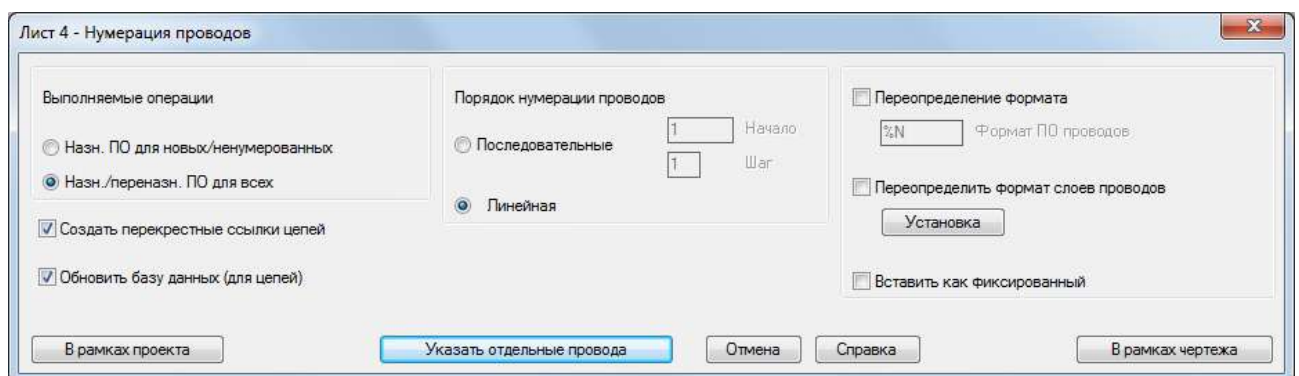 Лист 4 - Нумерация проводов
Выполняемые операции
Назн. ПО для новых/ненумерованных
Назн./переназн. ПО для всех
Создать перекрестные ссылки цепей
Обновить базу данных (для цепей)
Порядок нумерации проводов
Последовательные
1 Начало
1 Шаг
Линейная
Переопределение формата
%N Формат ПО проводов
Переопределить формат слоев проводов
Установка
Вставить как фиксированный
В рамках проекта
Указать отдельные провода
Отмена
Справка
В рамках чертежа